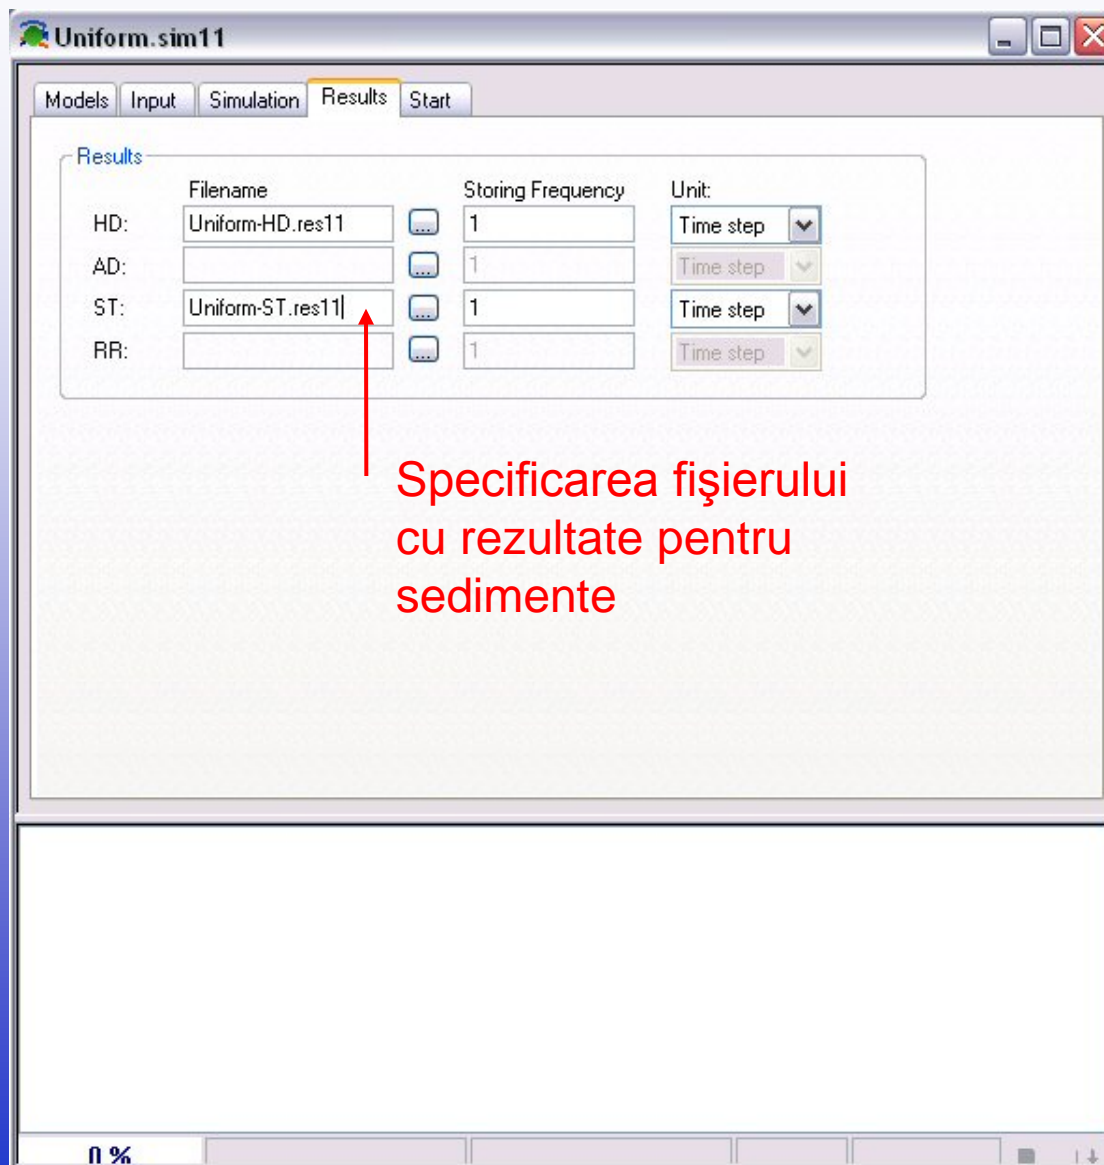 Uniform.sim11
Models Input Simulation Results Start
Results
Filename Storing Frequency Unit:
HD: Uniform-HD.res11 ... 1 Time step
AD: ... 1 Time step
ST: Uniform-ST.res11 ... 1 Time step
RR: ... 1 Time step
Specificarea fişierului
cu rezultate pentru
sedimente
0 %